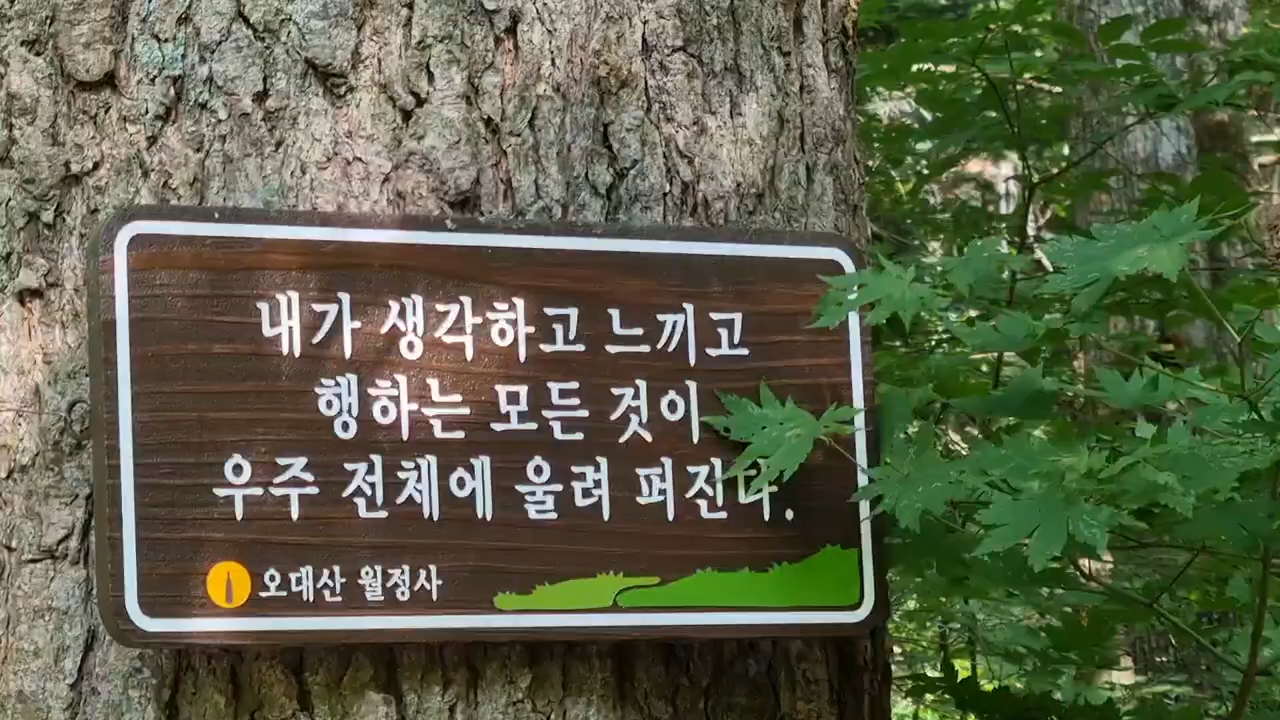 내가 생각하고 느끼고
행하는 모든 것이
우주 전체에 울려 퍼진다.
오대산 월정사